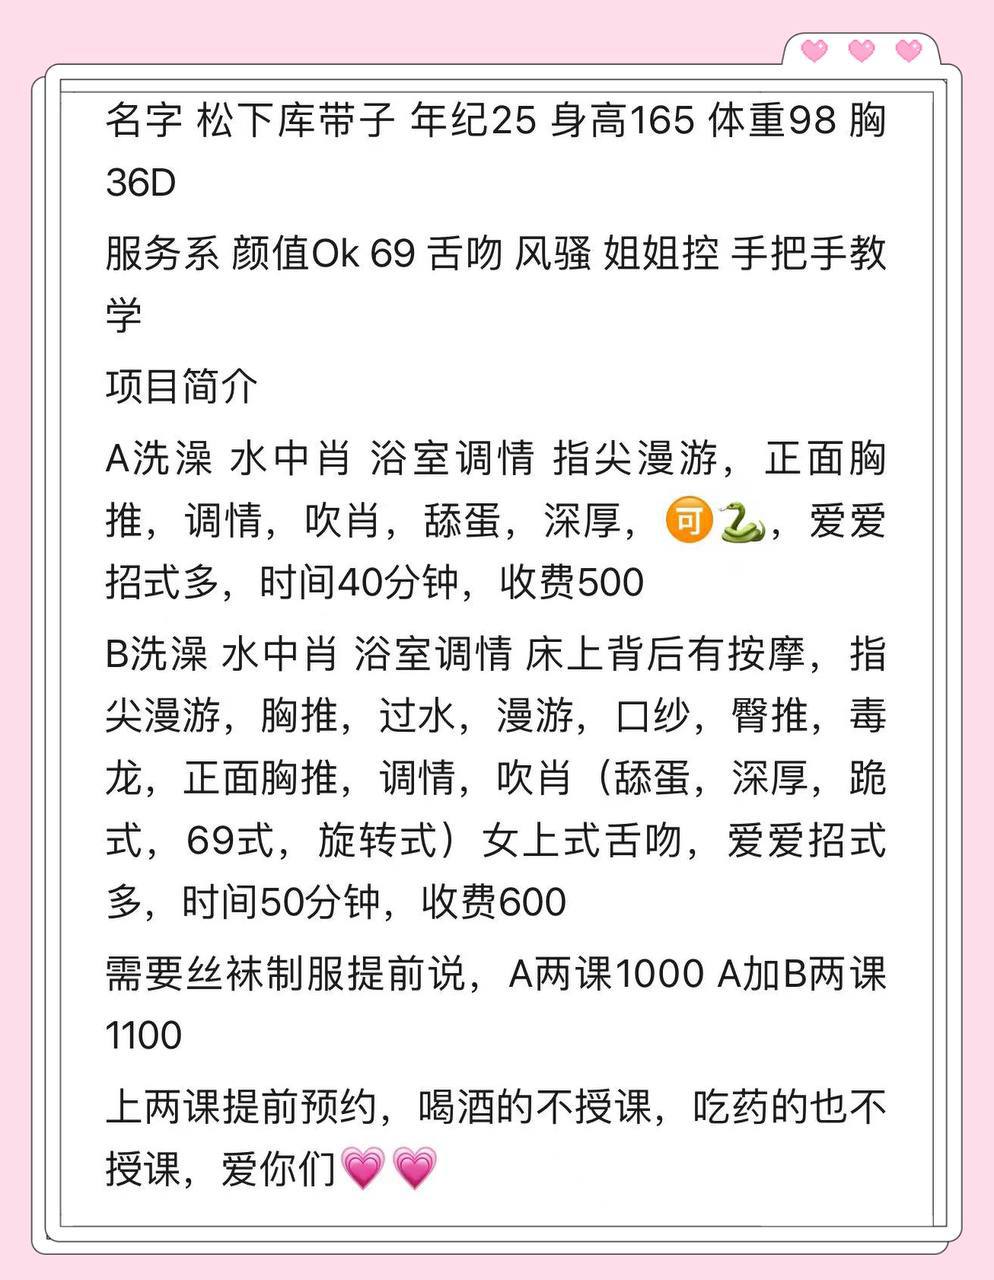 名字 松下库带子 年纪25 身高165 体重98 胸
36D
服务系 颜值Ok 69 舌吻 风骚 姐姐控 手把手教
学
项目简介
A洗澡 水中肖 浴室调情 指尖漫游，正面胸
推，调情，吹肖，舔蛋，深厚，🉑🐍，爱爱
招式多，时间40分钟，收费500
B洗澡 水中肖 浴室调情 床上背后有按摩，指
尖漫游，胸推，过水，漫游，口纱，臀推，毒
龙，正面胸推，调情，吹肖（舔蛋，深厚，跪
式，69式，旋转式）女上式舌吻，爱爱招式
多，时间50分钟，收费600
需要丝袜制服提前说，A两课1000 A加B两课
1100
上两课提前预约，喝酒的不授课，吃药的也不
授课，爱你们💗💗